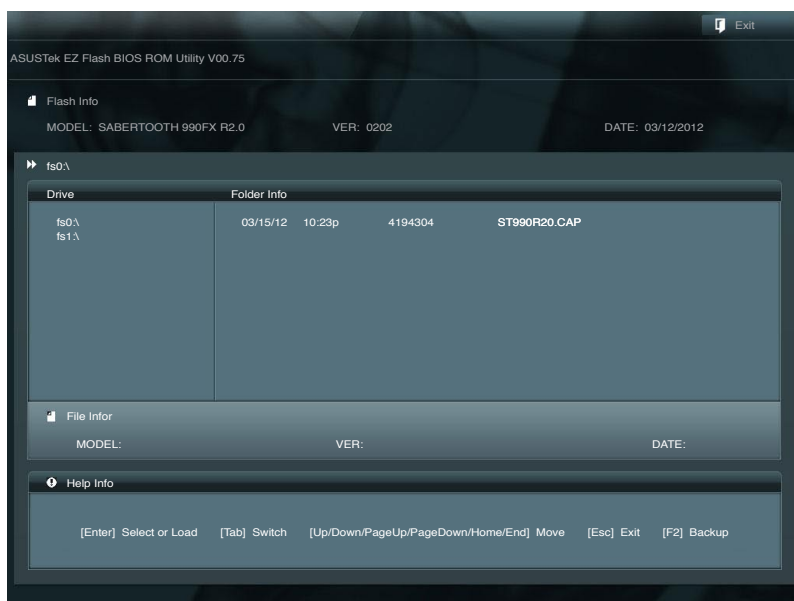 Exit
ASUSTek EZ Flash BIOS ROM Utility V00.75
Flash Info
MODEL: SABERTOOTH 990FX R2.0 VER: 0202 DATE: 03/12/2012
fs0:\
Drive Folder Info
fs0:\ 03/15/12 10:23p 4194304 ST990R20.CAP
fs1:\
File Infor
MODEL: VER: DATE:
Help Info
[Enter] Select or Load [Tab] Switch [Up/Down/PageUp/PageDown/Home/End] Move [Esc] Exit [F2] Backup